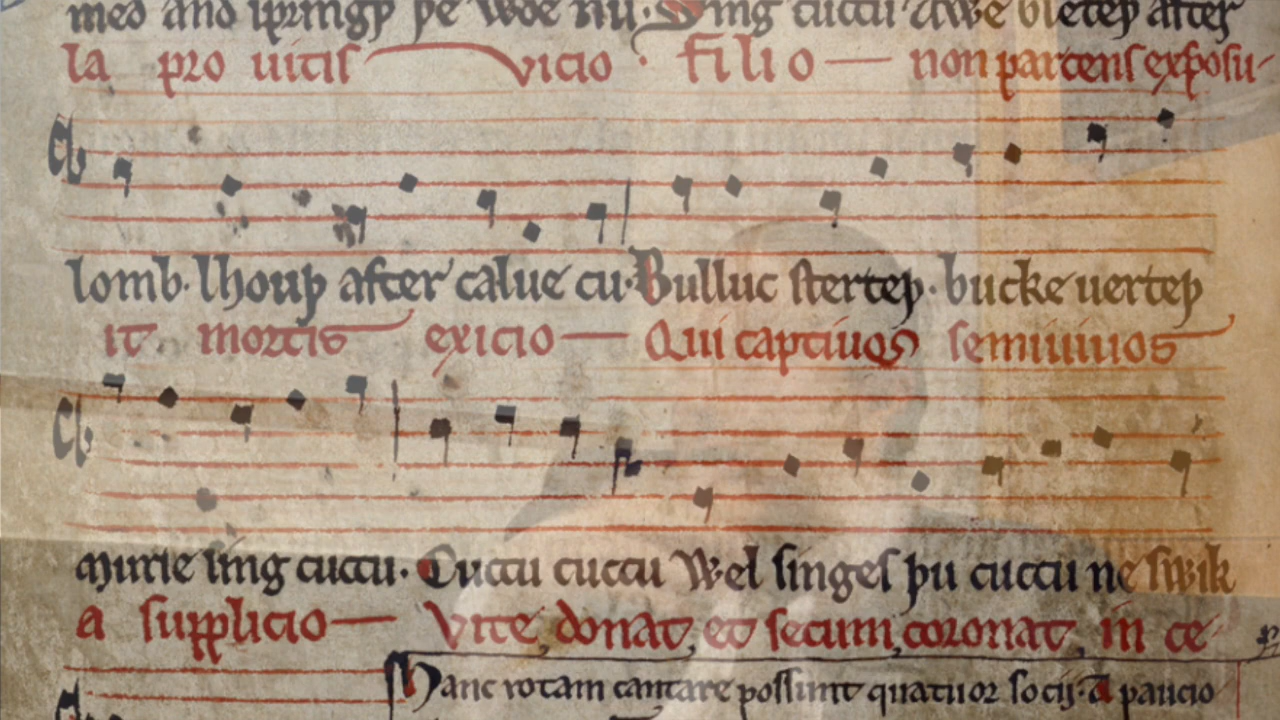 med and springþ þe wde nu. Sing cuccu awe bleteþ after
la pro uitis vicio. filio — non parcens exposu-
lomb. lhouþ after calue cu. Bulluc sterteþ. bucke uerteþ
it mortis exicio — Qui captiuos semiuiuos
murie sing cuccu. Cuccu cuccu Wel singes þu cuccu ne swik
a supplicio — Vite donat, et secum coronat, in ce
Hanc rotam cantare possunt quatuor socij. A paucio